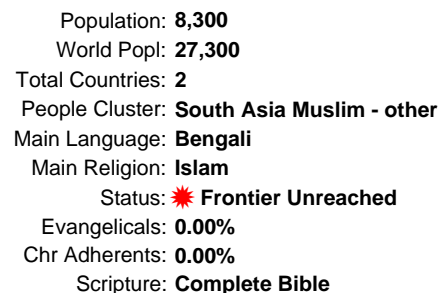 Population: 8,300
World Popl: 27,300
Total Countries: 2
People Cluster: South Asia Muslim - other
Main Language: Bengali
Main Religion: Islam
Status: Frontier Unreached
Evangelicals: 0.00%
Chr Adherents: 0.00%
Scripture: Complete Bible